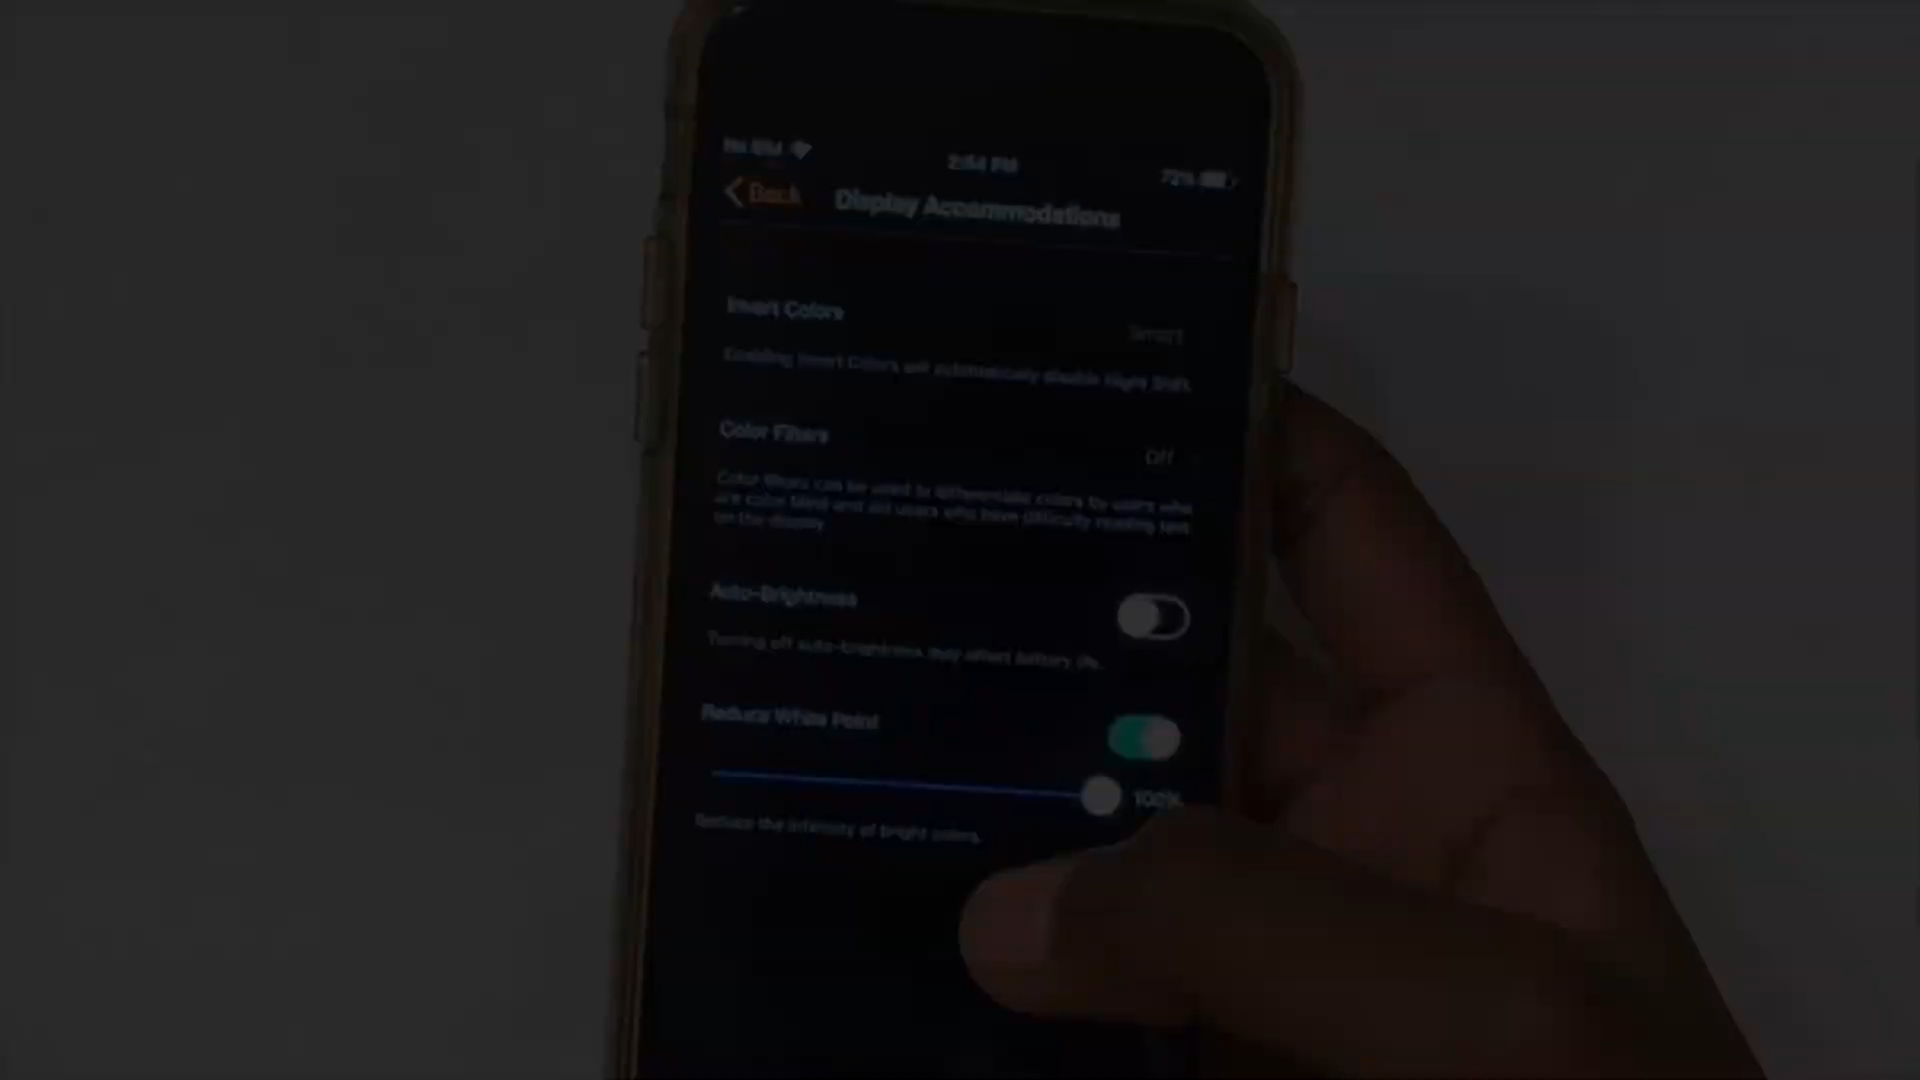 No SIM 2:54 PM 72%
Back Display Accommodations
Invert Colors Smart
Enabling Invert Colors will automatically disable Night Shift.
Color Filters Off
Color filters can be used to differentiate colors by users who
are color blind and aid users who have difficulty reading text
on the display.
Auto-Brightness
Turning off auto-brightness may affect battery life.
Reduce White Point
100%
Reduce the intensity of bright colors.